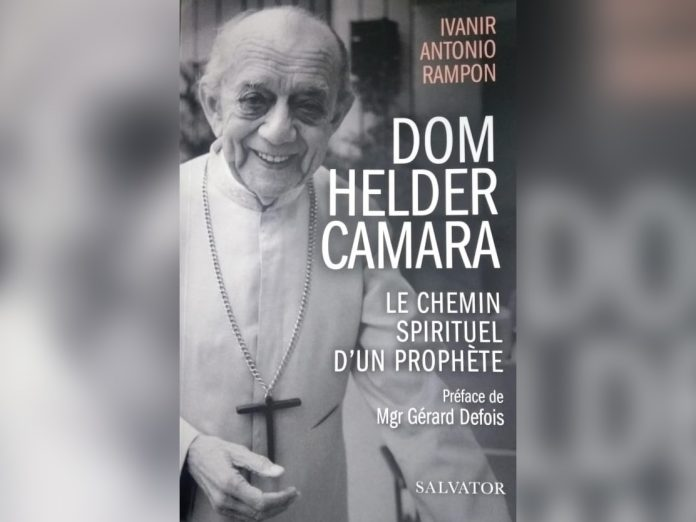 IVANIR
ANTONIO
RAMPON
DOM
HELDER
CAMARA
LE CHEMIN
SPIRITUEL
D'UN PROPHÈTE
Préface de
Mgr Gérard Defois
SALVATOR